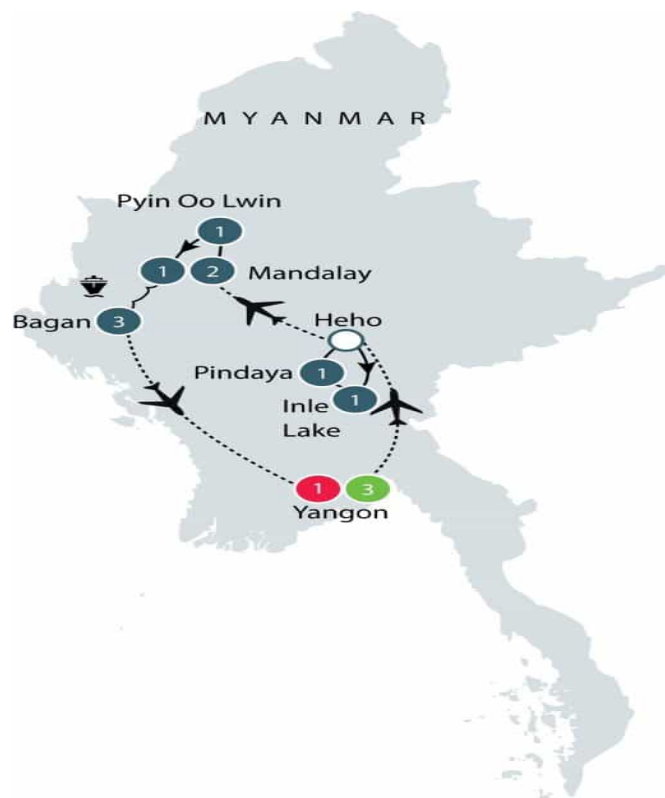 MYANMAR
Pyin Oo Lwin
1
1
2
Mandalay
Bagan
3
Heho
Pindaya
1
Inle
Lake
1
1
3
Yangon